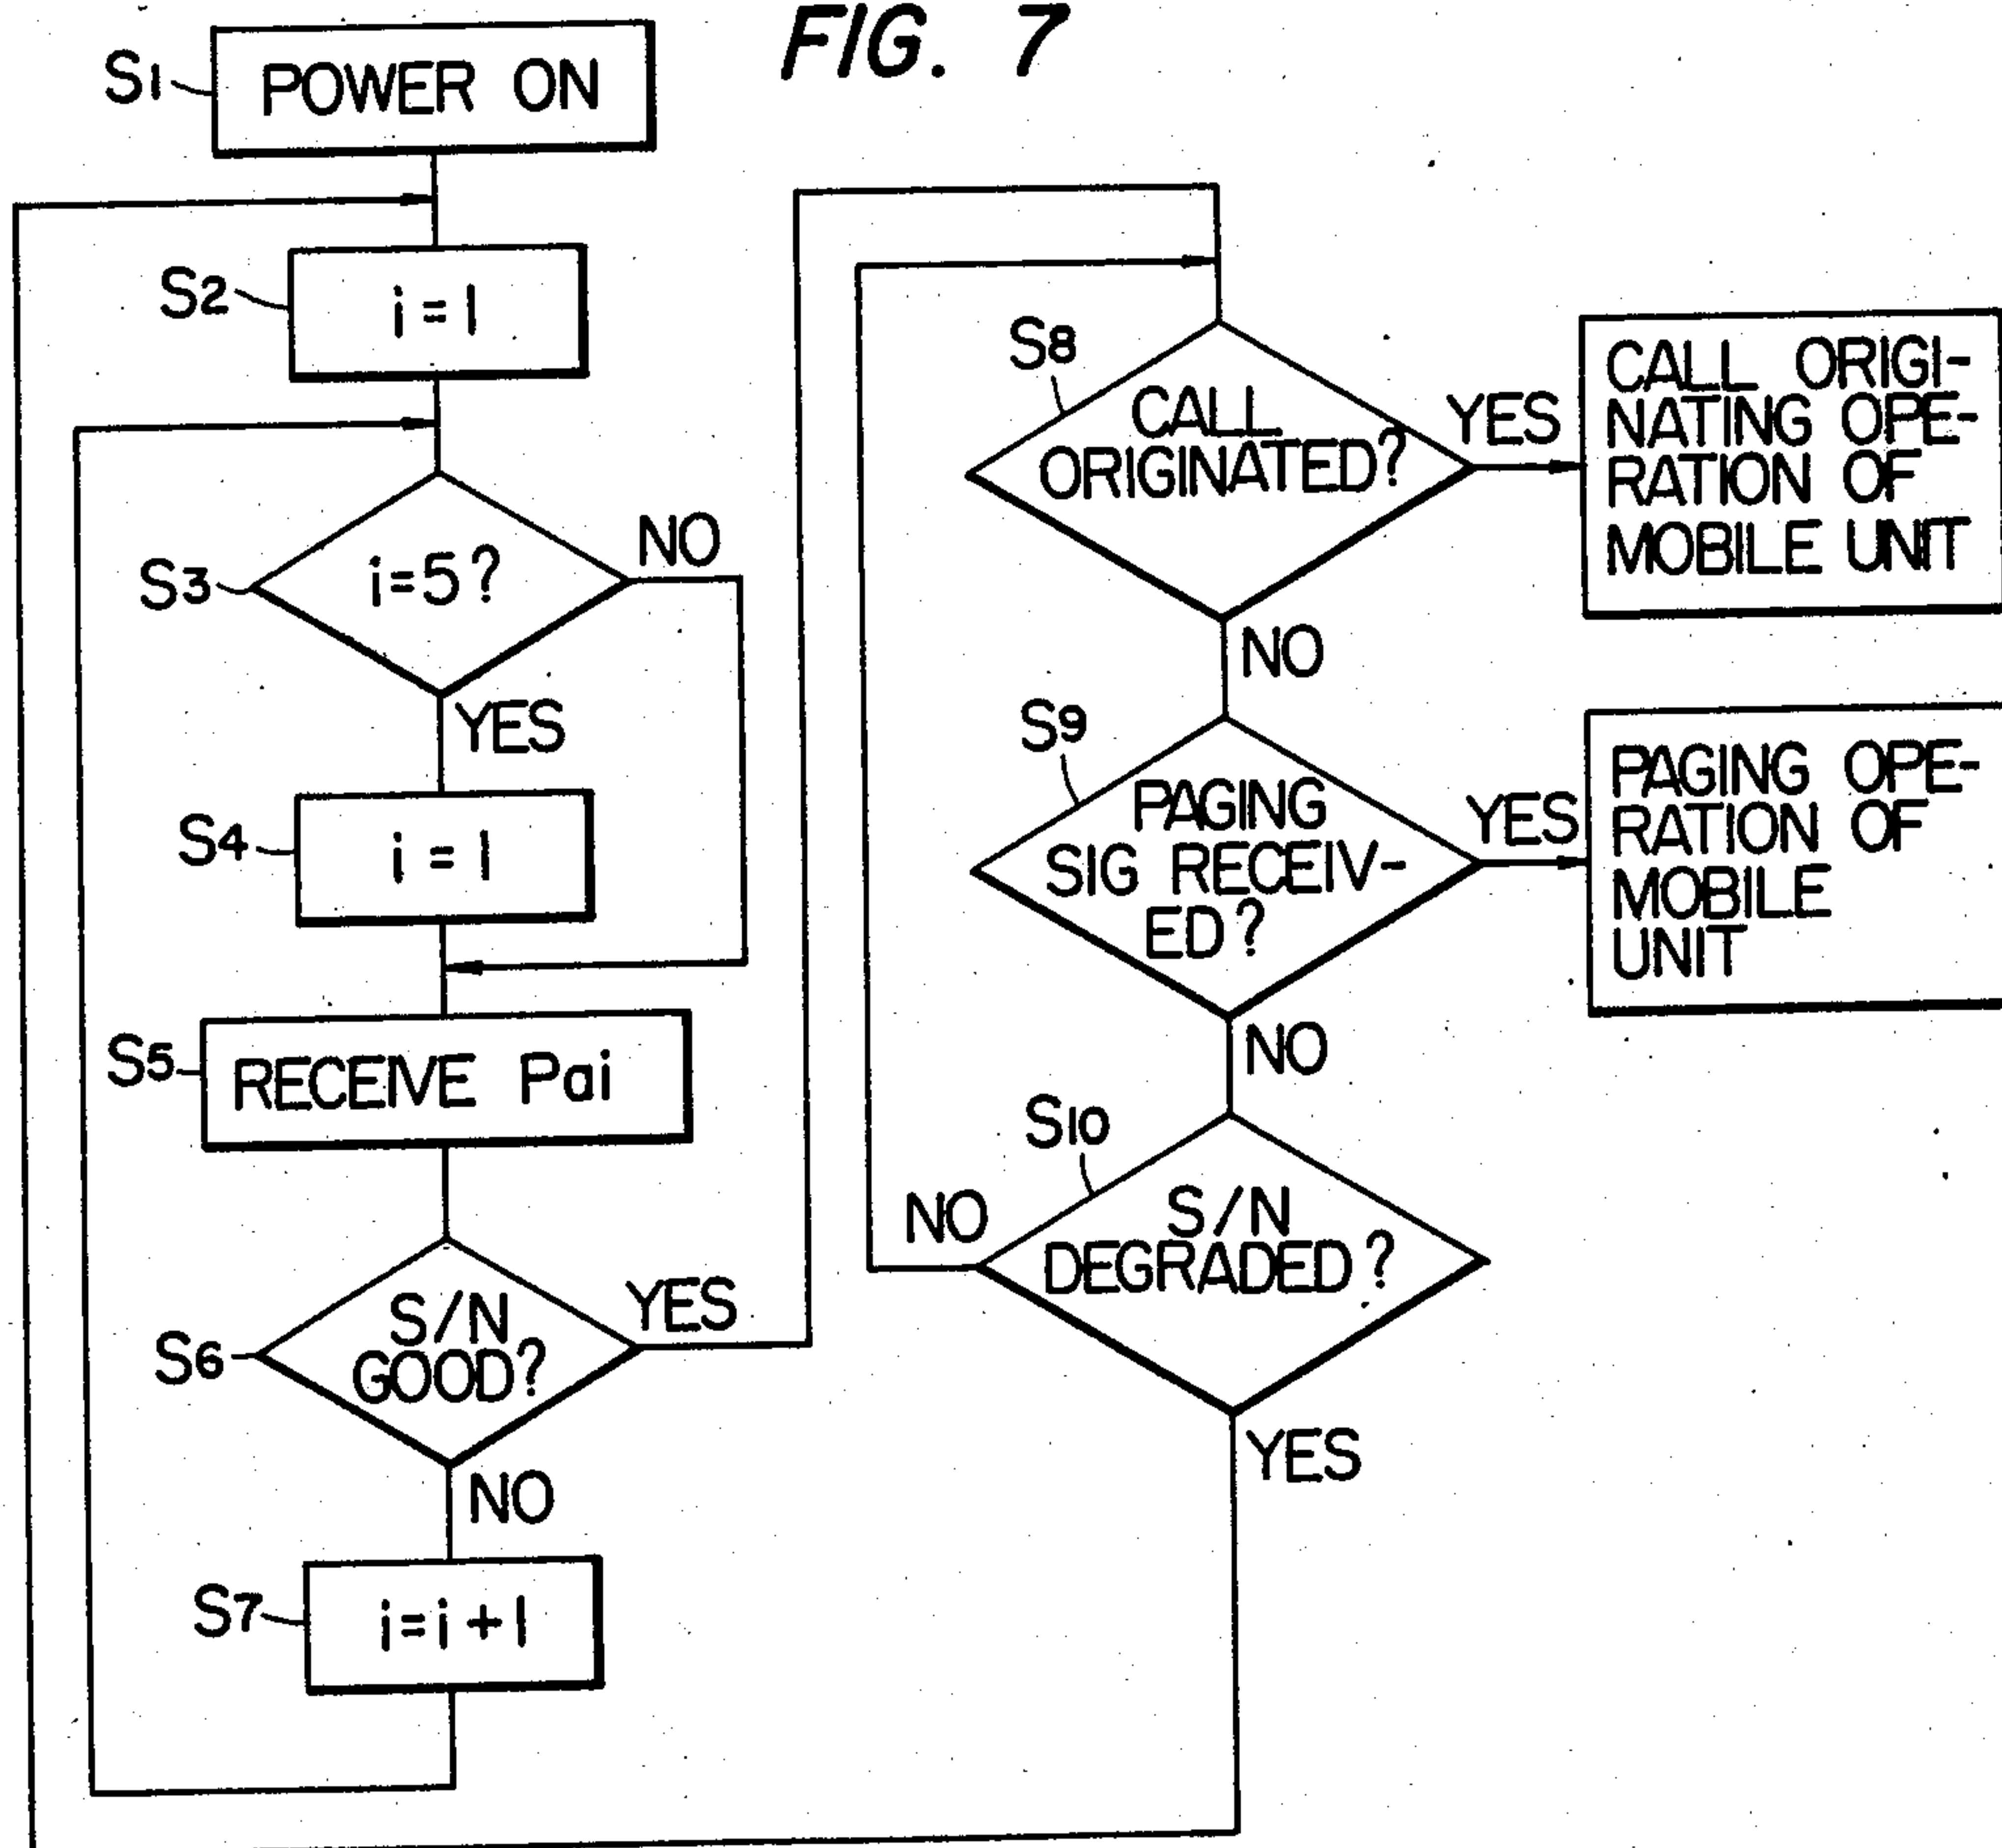 FIG. 7
S1
POWER ON
S2
i=1
S3
i=5?
NO
YES
S4
i=1
S5
RECEIVE Pai
S6
S/N
GOOD?
YES
NO
S7
i=i+1
S8
CALL
ORIGINATED?
YES
NO
CALL ORIGI-
NATING OPE-
RATION OF
MOBILE UNIT
S9
PAGING
SIG RECEIV-
ED?
YES
NO
PAGING OPE-
RATION OF
MOBILE
UNIT
S10
S/N
DEGRADED?
NO
YES